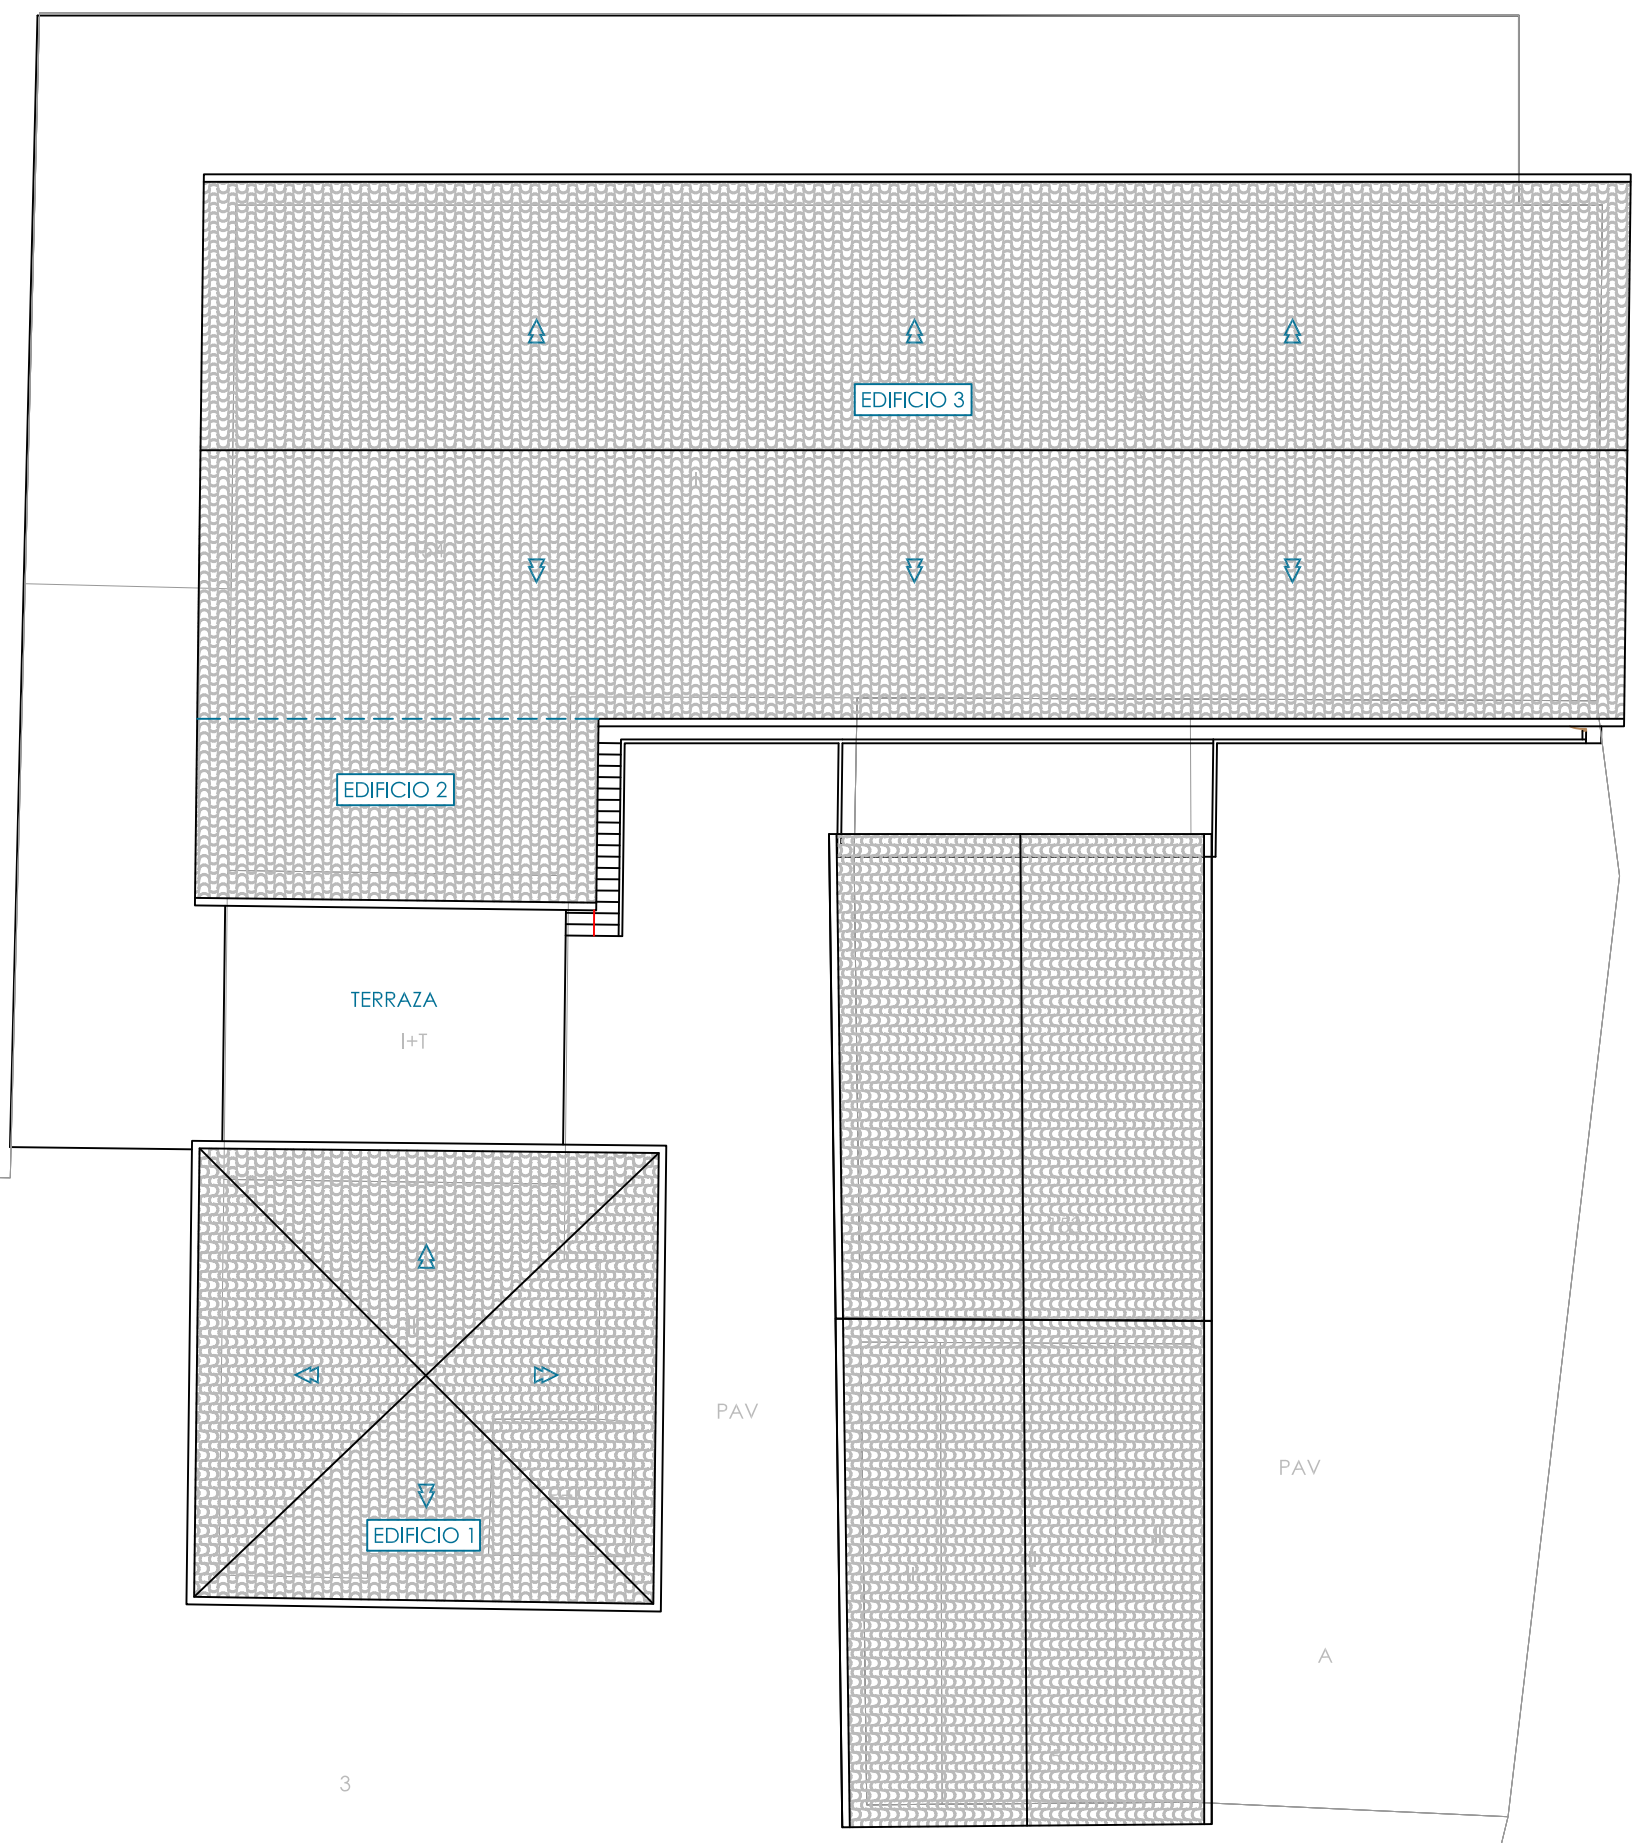 EDIFICIO 3
EDIFICIO 2
TERRAZA
I+T
PAV
PAV
EDIFICIO 1
A
3